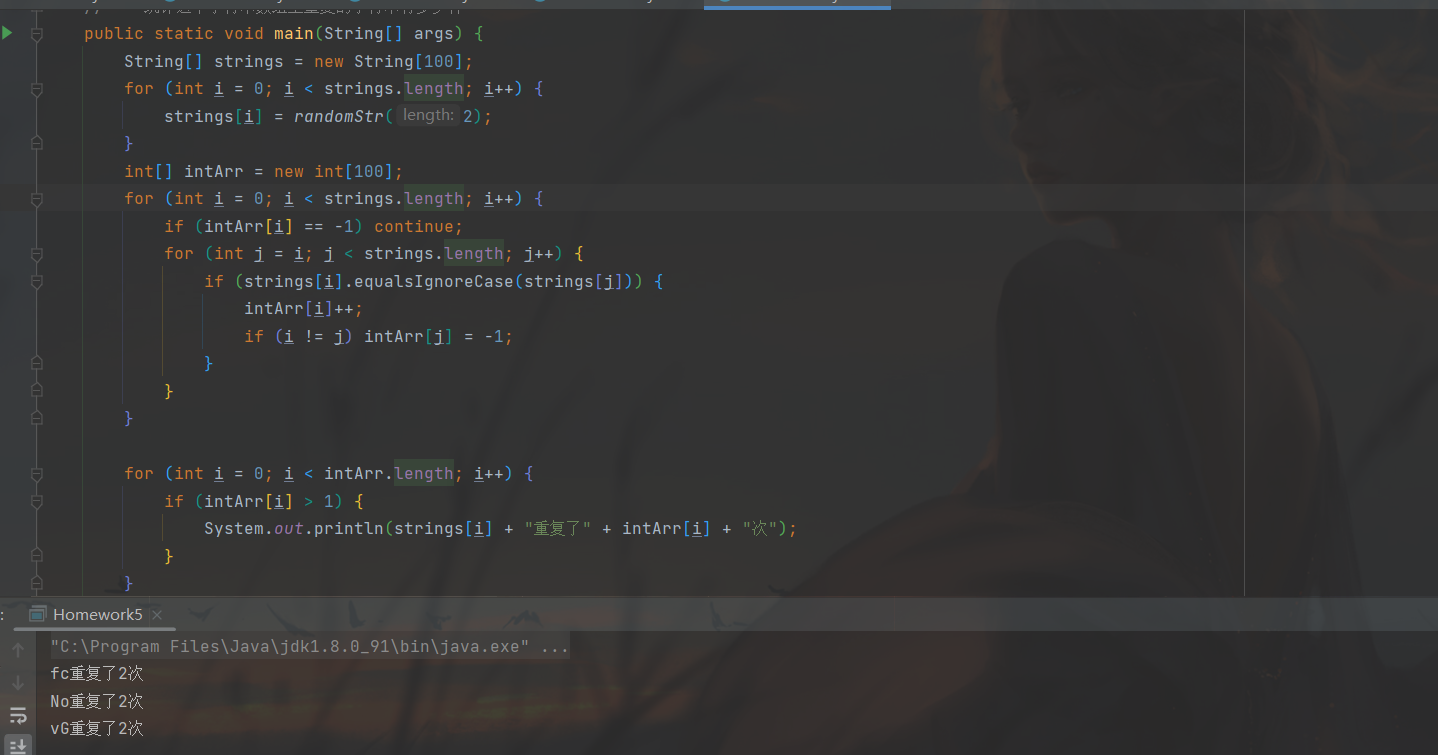 public static void main(String[] args) {
String[] strings = new String[100];
for (int i = 0; i < strings.length; i++) {
strings[i] = randomStr( length: 2);
}
int[] intArr = new int[100];
for (int i = 0; i < strings.length; i++) {
if (intArr[i] == -1) continue;
for (int j = i; j < strings.length; j++) {
if (strings[i].equalsIgnoreCase(strings[j])) {
intArr[i]++;
if (i != j) intArr[j] = -1;
}
}
}
for (int i = 0; i < intArr.length; i++) {
if (intArr[i] > 1) {
System.out.println(strings[i] + "重复了" + intArr[i] + "次");
}
}
: Homework5 ×
"C:\Program Files\Java\jdk1.8.0_91\bin\java.exe" ...
fc重复了2次
No重复了2次
vG重复了2次